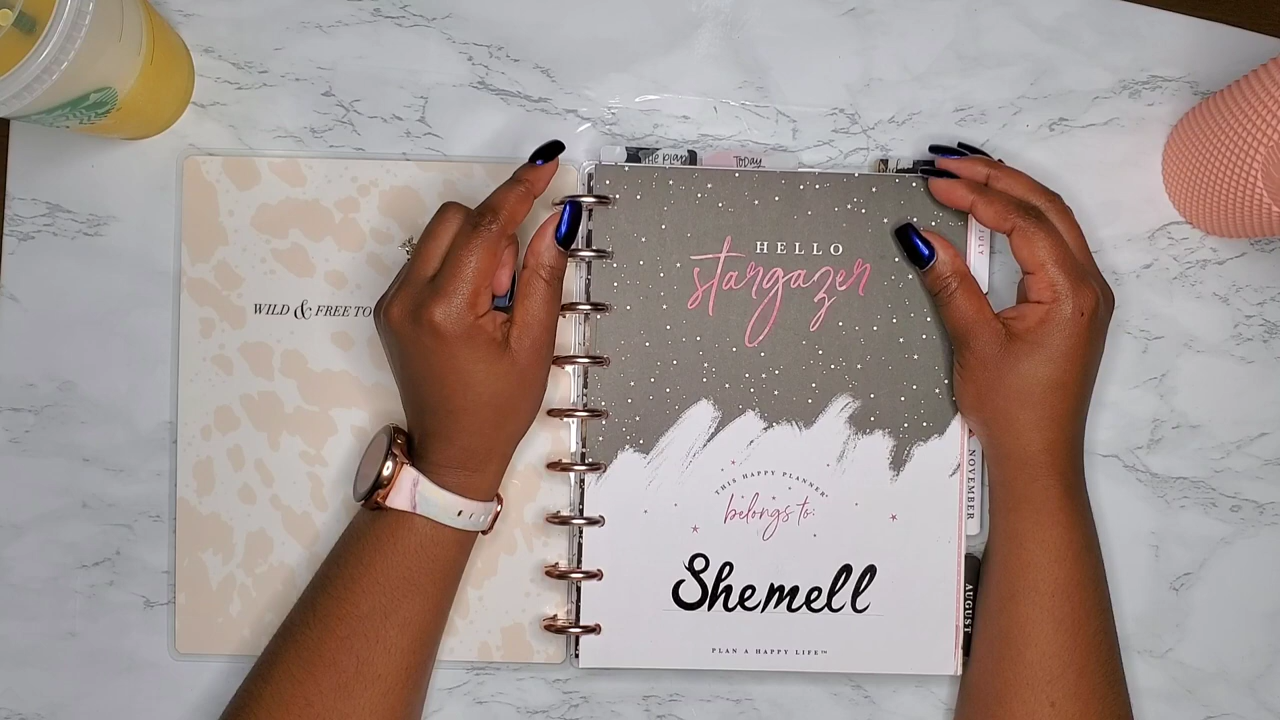 The Plan
Today
WILD & FREE TO
HELLO
stargazer
JULY
THIS HAPPY PLANNER®
belongs to:
NOVEMBER
Shemell
AUGUST
PLAN A HAPPY LIFE™